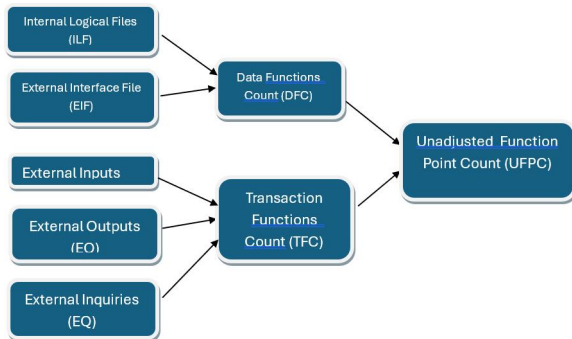 Internal Logical Files
(ILF)
External Interface File
(EIF)
Data Functions
Count (DFC)
Unadjusted Function
Point Count (UFPC)
External Inputs
Transaction
Functions
Count (TFC)
External Outputs
(EO)
External Inquiries
(EQ)